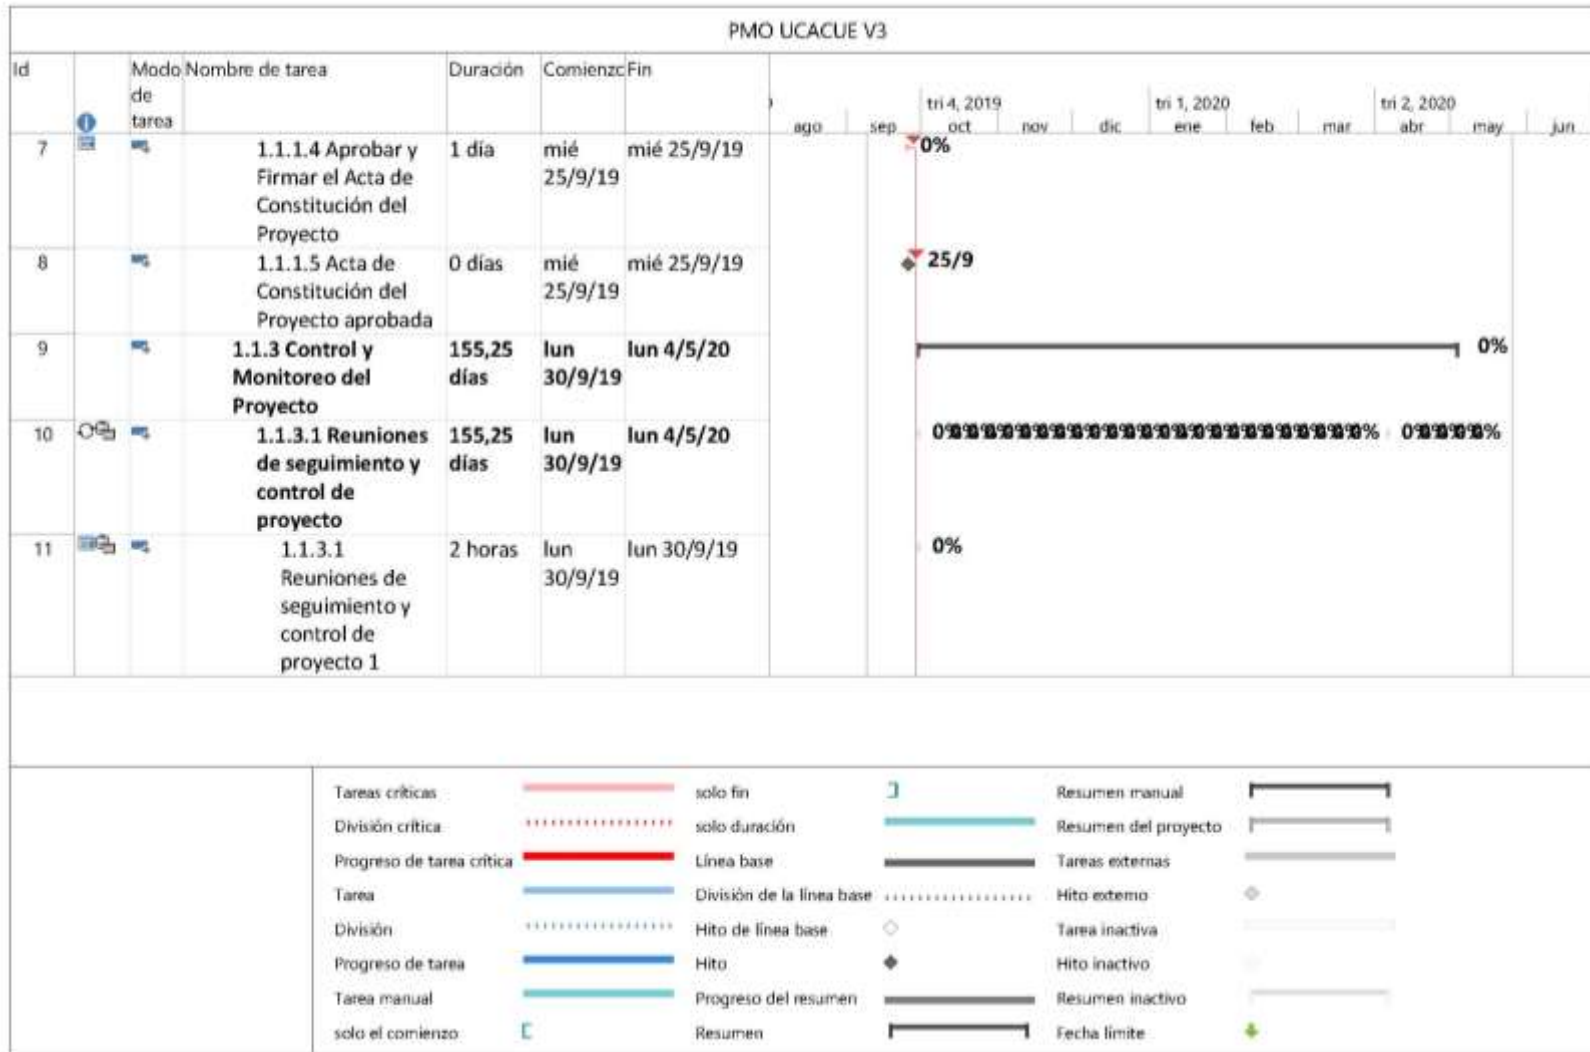 PMO UCACUE V3
Id
Modo de tarea
Nombre de tarea
Duración
Comienzo
Fin
tri 4, 2019
tri 1, 2020
tri 2, 2020
ago sep oct nov dic ene feb mar abr may jun
7 1.1.1.4 Aprobar y 1 día mié mié 25/9/19 0%
Firmar el Acta de 25/9/19
Constitución del
Proyecto
8 1.1.1.5 Acta de 0 días mié mié 25/9/19 25/9
Constitución del 25/9/19
Proyecto aprobada
9 1.1.3 Control y 155,25 lun lun 4/5/20 0%
Monitoreo del días 30/9/19
Proyecto
10 1.1.3.1 Reuniones 155,25 lun lun 4/5/20
de seguimiento y días 30/9/19
control de
proyecto
11 1.1.3.1 2 horas lun lun 30/9/19 0%
Reuniones de 30/9/19
seguimiento y
control de
proyecto 1
Tareas críticas solo fin Resumen manual
División crítica solo duración Resumen del proyecto
Progreso de tarea crítica Línea base Tareas externas
Tarea División de la línea base Hito externo
División Hito de línea base Tarea inactiva
Progreso de tarea Hito Hito inactivo
Tarea manual Progreso del resumen Resumen inactivo
solo el comienzo Resumen Fecha límite